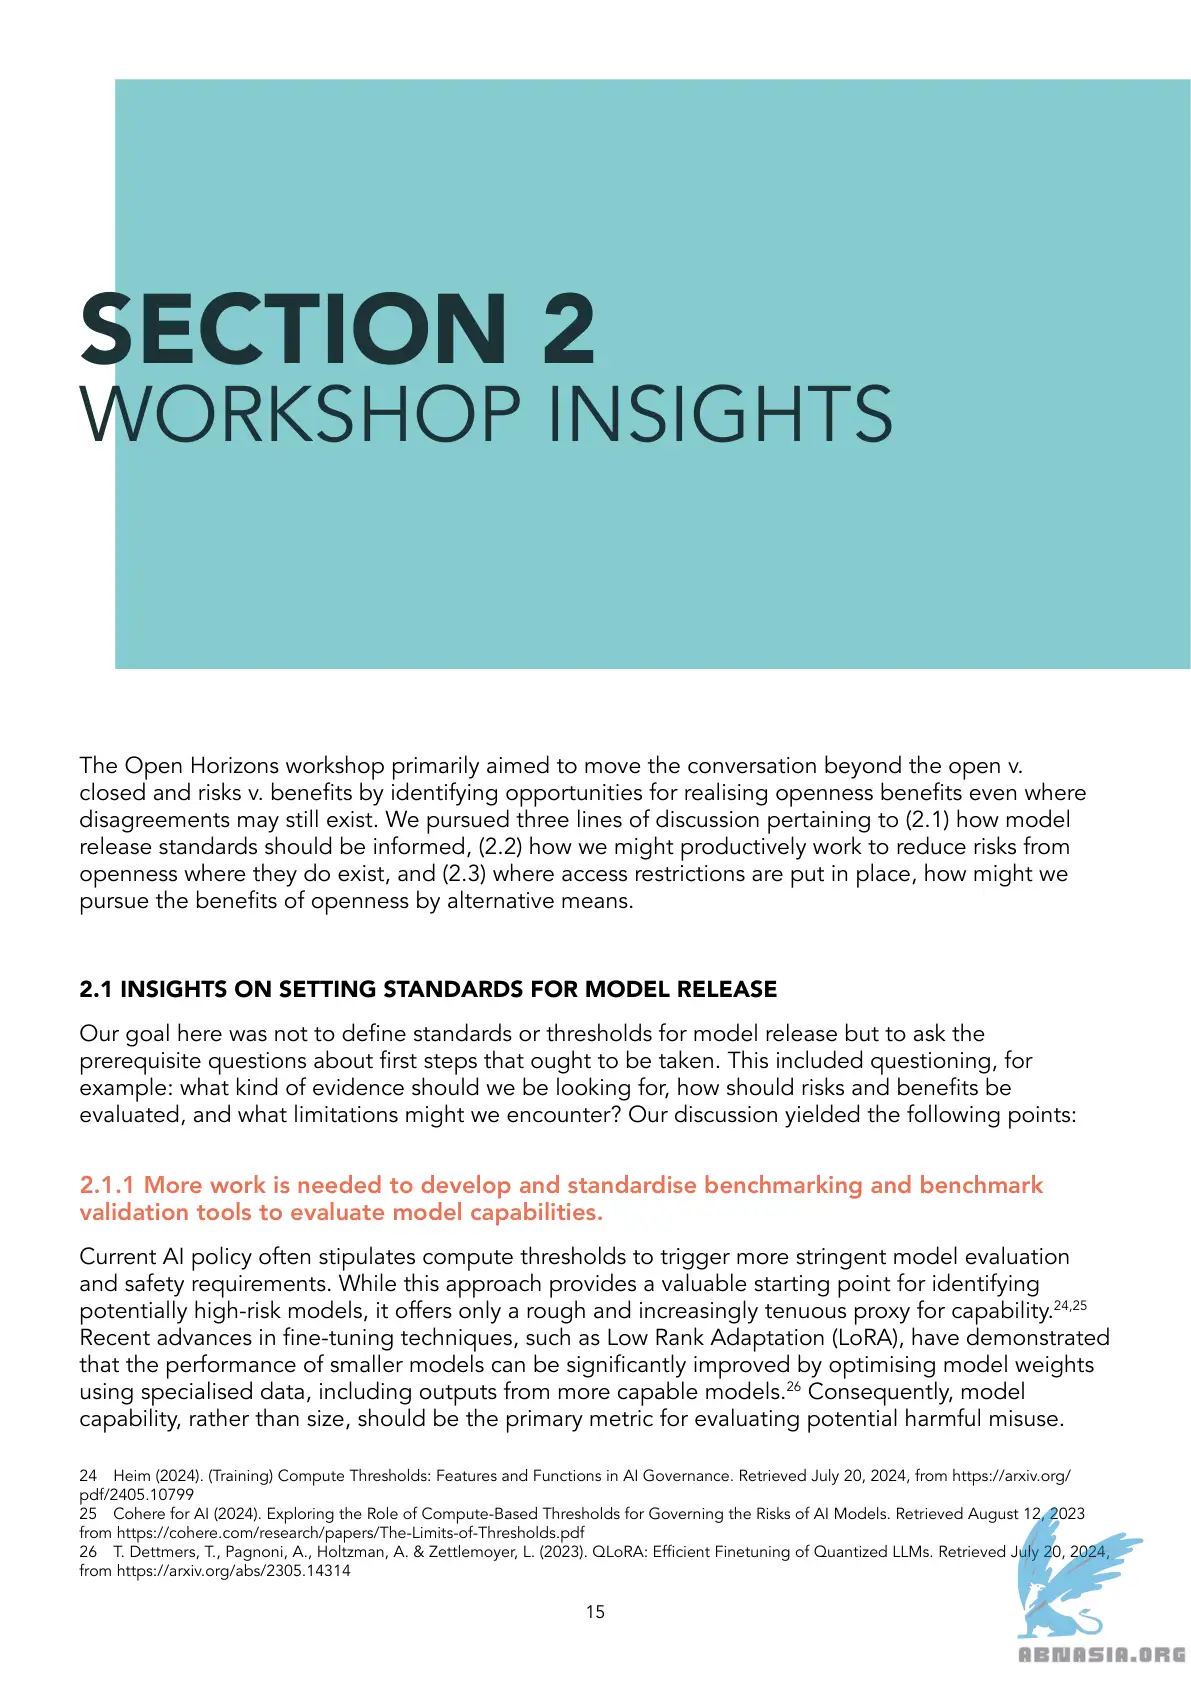 SECTION 2
WORKSHOP INSIGHTS
The Open Horizons workshop primarily aimed to move the conversation beyond the open v.
closed and risks v. benefits by identifying opportunities for realising openness benefits even where
disagreements may still exist. We pursued three lines of discussion pertaining to (2.1) how model
release standards should be informed, (2.2) how we might productively work to reduce risks from
openness where they do exist, and (2.3) where access restrictions are put in place, how might we
pursue the benefits of openness by alternative means.
2.1 INSIGHTS ON SETTING STANDARDS FOR MODEL RELEASE
Our goal here was not to define standards or thresholds for model release but to ask the
prerequisite questions about first steps that ought to be taken. This included questioning, for
example: what kind of evidence should we be looking for, how should risks and benefits be
evaluated, and what limitations might we encounter? Our discussion yielded the following points:
2.1.1 More work is needed to develop and standardise benchmarking and benchmark
validation tools to evaluate model capabilities.
Current AI policy often stipulates compute thresholds to trigger more stringent model evaluation
and safety requirements. While this approach provides a valuable starting point for identifying
potentially high-risk models, it offers only a rough and increasingly tenuous proxy for capability.24,25
Recent advances in fine-tuning techniques, such as Low Rank Adaptation (LoRA), have demonstrated
that the performance of smaller models can be significantly improved by optimising model weights
using specialised data, including outputs from more capable models.26 Consequently, model
capability, rather than size, should be the primary metric for evaluating potential harmful misuse.
24 Heim (2024). (Training) Compute Thresholds: Features and Functions in AI Governance. Retrieved July 20, 2024, from https://arxiv.org/
pdf/2405.10799
25 Cohere for AI (2024). Exploring the Role of Compute-Based Thresholds for Governing the Risks of AI Models. Retrieved August 12, 2023
from https://cohere.com/research/papers/The-Limits-of-Thresholds.pdf
26 T. Dettmers, T., Pagnoni, A., Holtzman, A. & Zettlemoyer, L. (2023). QLoRA: Efficient Finetuning of Quantized LLMs. Retrieved July 20, 2024,
from https://arxiv.org/abs/2305.14314
15
ABNASIA.ORG